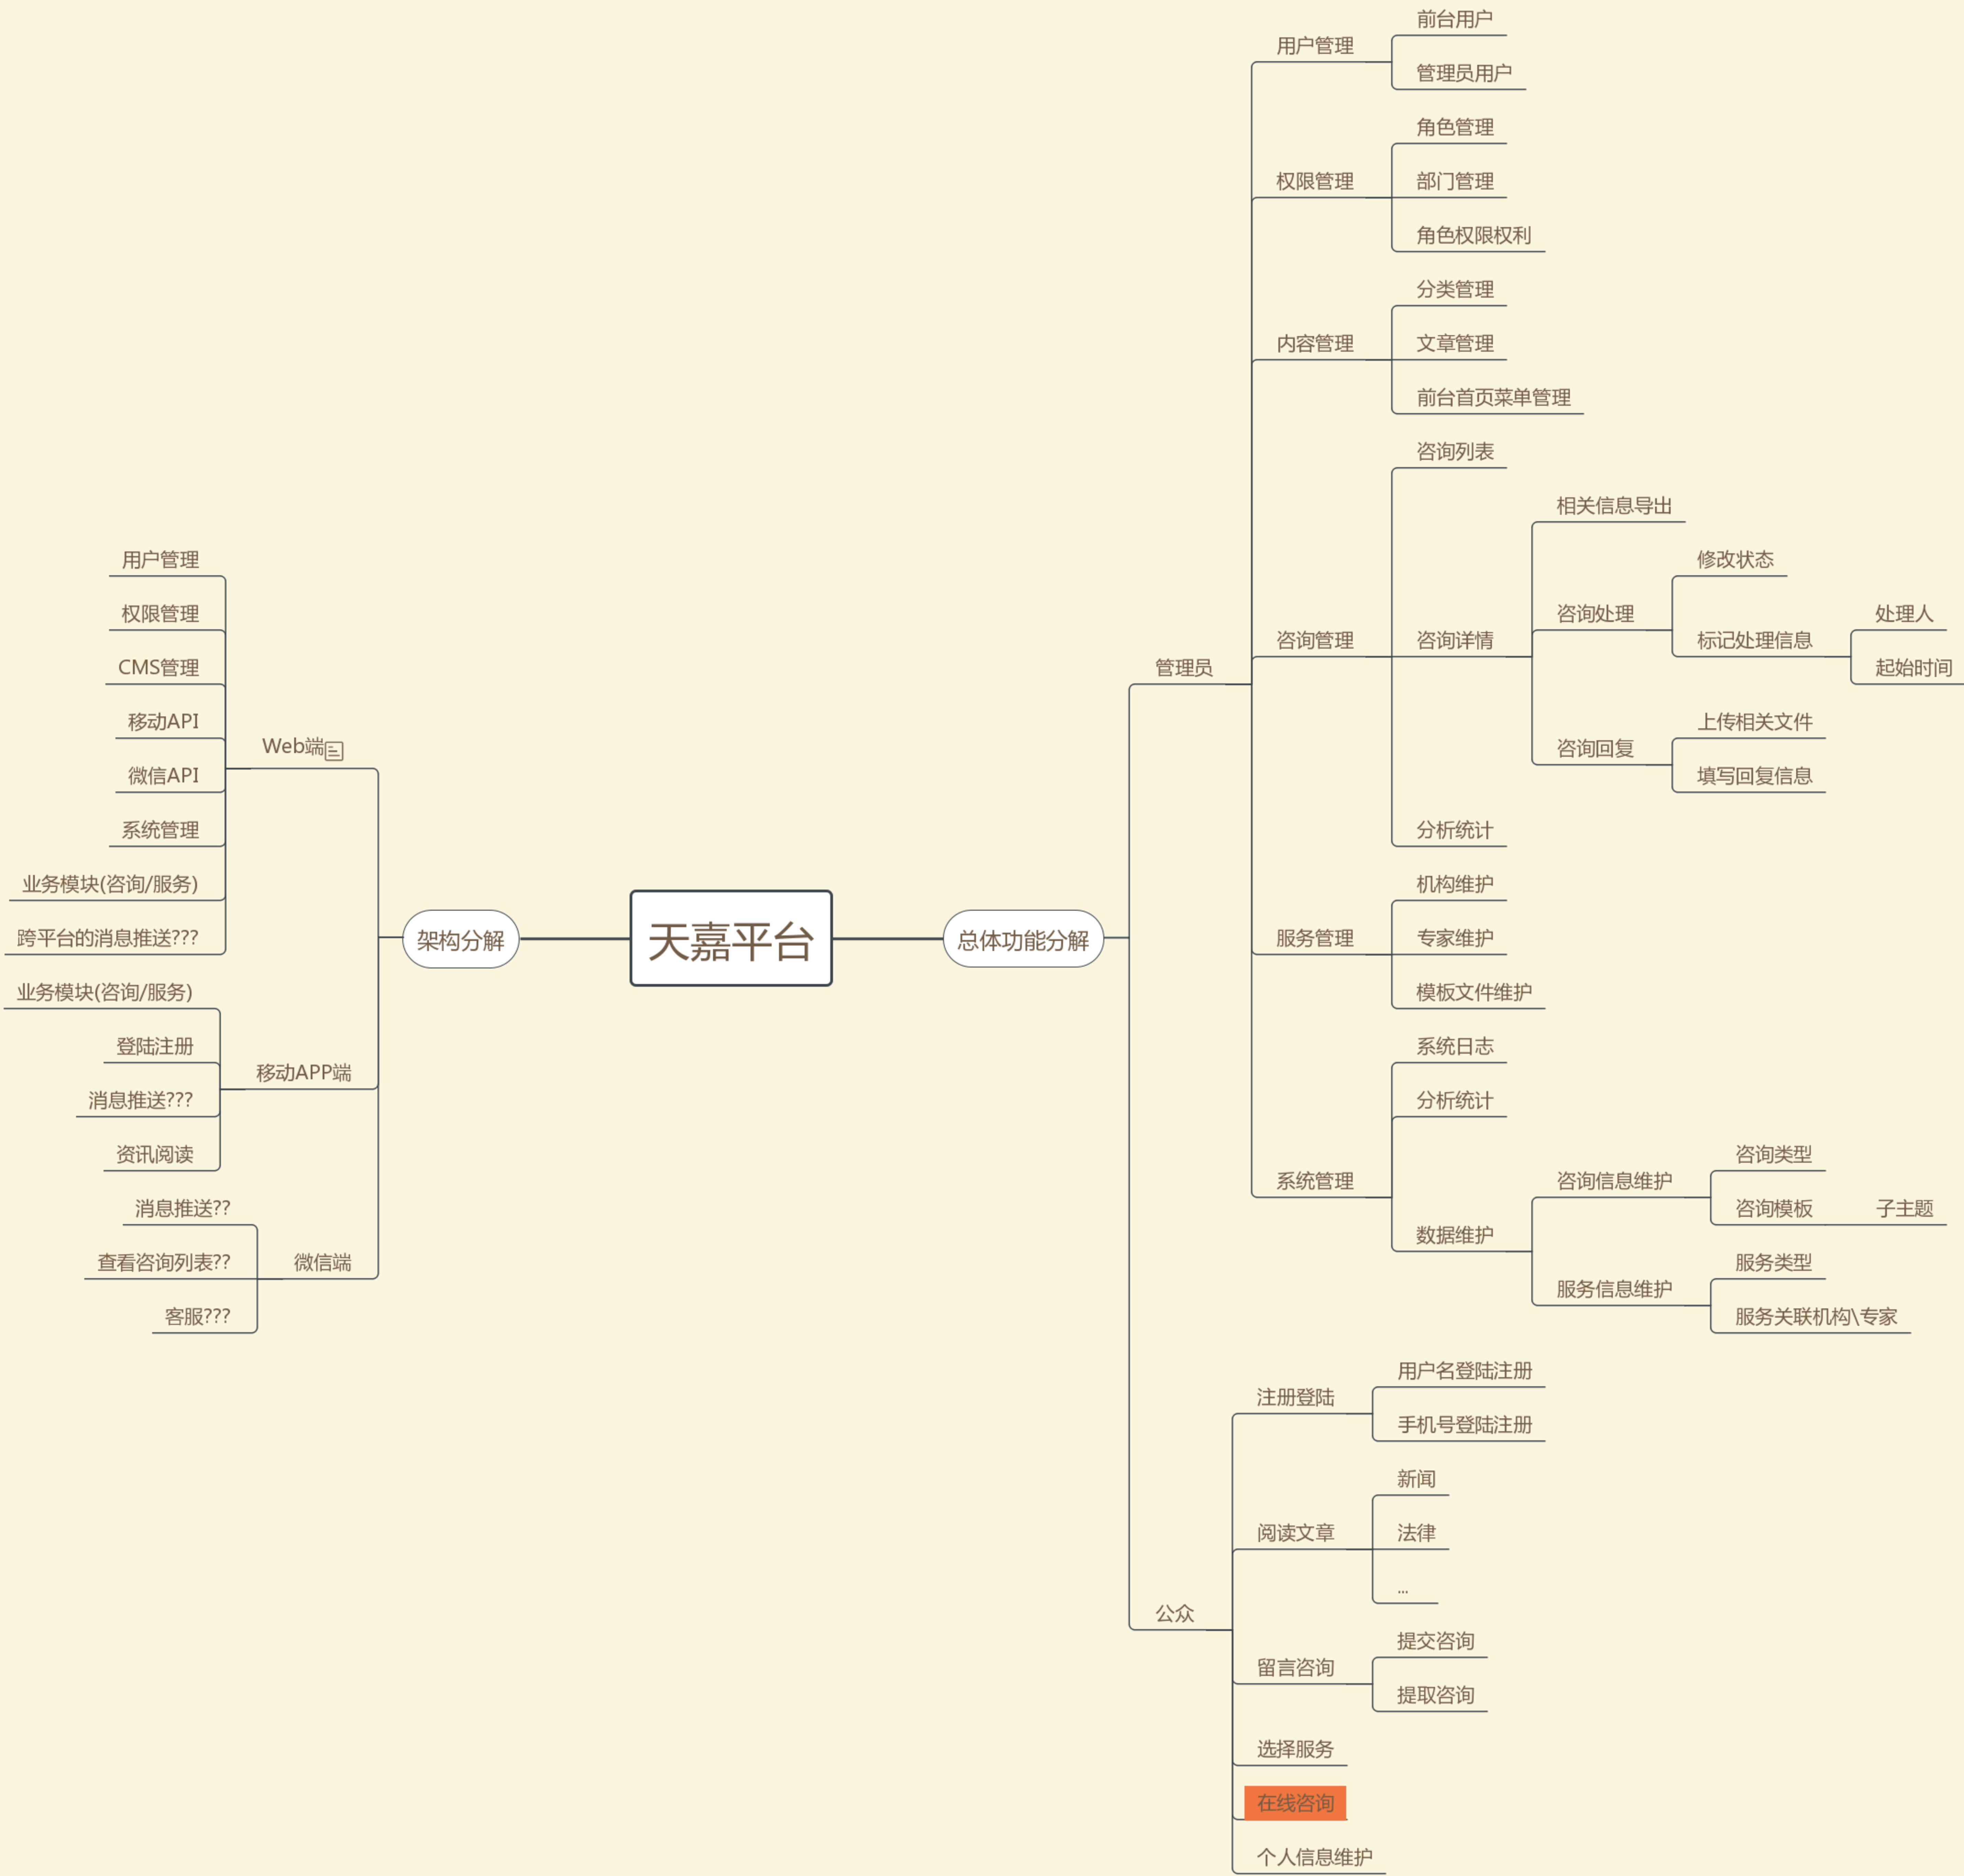 天嘉平台
架构分解
Web端
用户管理
权限管理
CMS管理
移动API
微信API
系统管理
业务模块(咨询/服务)
跨平台的消息推送???
移动APP端
业务模块(咨询/服务)
登陆注册
消息推送???
资讯阅读
微信端
消息推送??
查看咨询列表??
客服???
总体功能分解
管理员
用户管理
前台用户
管理员用户
权限管理
角色管理
部门管理
角色权限权利
内容管理
分类管理
文章管理
前台首页菜单管理
咨询管理
咨询列表
咨询详情
相关信息导出
咨询处理
修改状态
标记处理信息
处理人
起始时间
咨询回复
上传相关文件
填写回复信息
分析统计
服务管理
机构维护
专家维护
模板文件维护
系统管理
系统日志
分析统计
数据维护
咨询信息维护
咨询类型
咨询模板
子主题
服务信息维护
服务类型
服务关联机构\专家
公众
注册登陆
用户名登陆注册
手机号登陆注册
阅读文章
新闻
法律
...
留言咨询
提交咨询
提取咨询
选择服务
在线咨询
个人信息维护